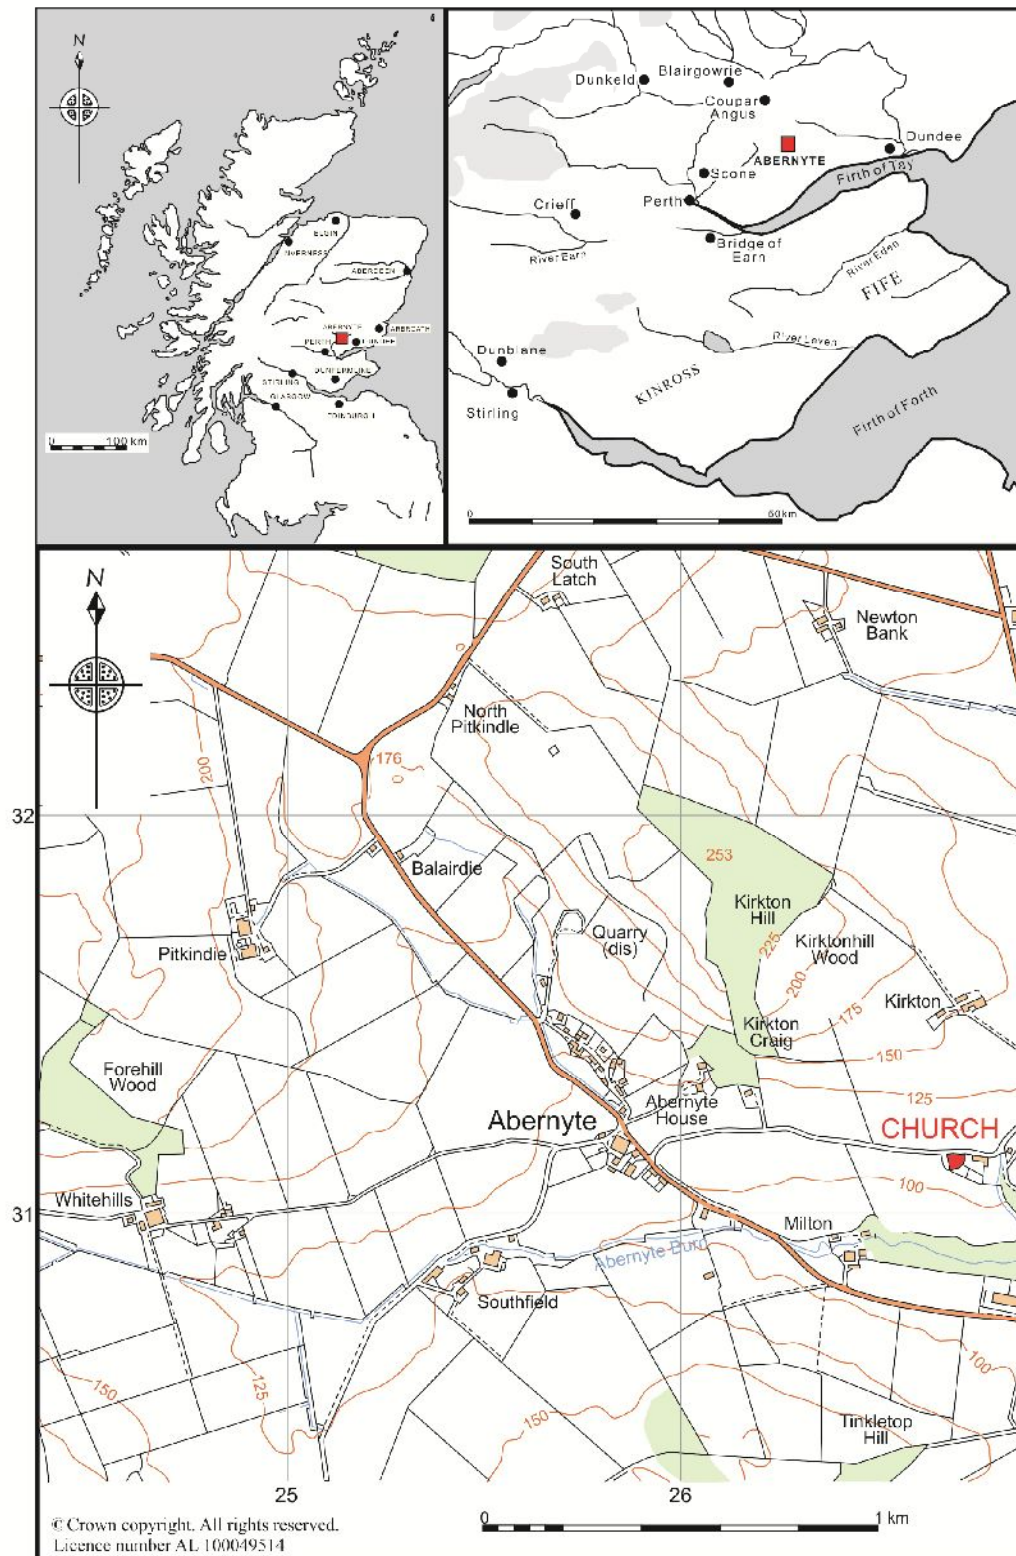 N
ELGIN
INVERNESS
ABERDEEN
ABERNYTE
ARBROATH
PERTH
DUNDEE
DUNFERMLINE
STIRLING
GLASGOW
EDINBURGH
0 100 km
Dunkeld
Blairgowrie
Coupar
Angus
Dundee
ABERNYTE
Scone
Firth of Tay
Perth
Crieff
Bridge of
Earn
River Earn
River Eden
FIFE
River Leven
Dunblane
KINROSS
Stirling
Firth of Forth
0 50km
N
South
Latch
Newton
Bank
North
Pitkindle
200
176
32
253
Balairdie
Kirkton
Hill
225
Quarry
(dis)
Kirktonhill
Wood
Pitkindie
200
Kirkton
175
Kirkton
Craig
150
Forehill
Wood
125
Abernyte
House
Abernyte
CHURCH
Whitehills
100
31
Milton
Abernyte Burn
Southfield
100
150
125
150
Tinkletop
Hill
25
26
© Crown copyright. All rights reserved.
Licence number AL 100049514
0 1 km